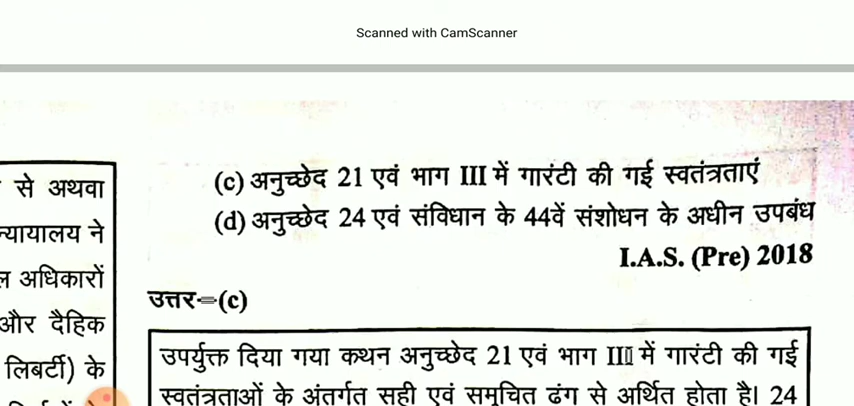 Scanned with CamScanner
से अथवा
न्यायालय ने
अधिकारों
और दैहिक
लिबर्टी) के
(c) अनुच्छेद 21 एवं भाग III में गारंटी की गई स्वतंत्रताएं
(d) अनुच्छेद 24 एवं संविधान के 44वें संशोधन के अधीन उपबंध
I.A.S. (Pre) 2018
उत्तर—(c)
उपर्युक्त दिया गया कथन अनुच्छेद 21 एवं भाग III में गारंटी की गई
स्वतंत्रताओं के अंतर्गत सही एवं समुचित ढंग से अर्थित होता है। 24